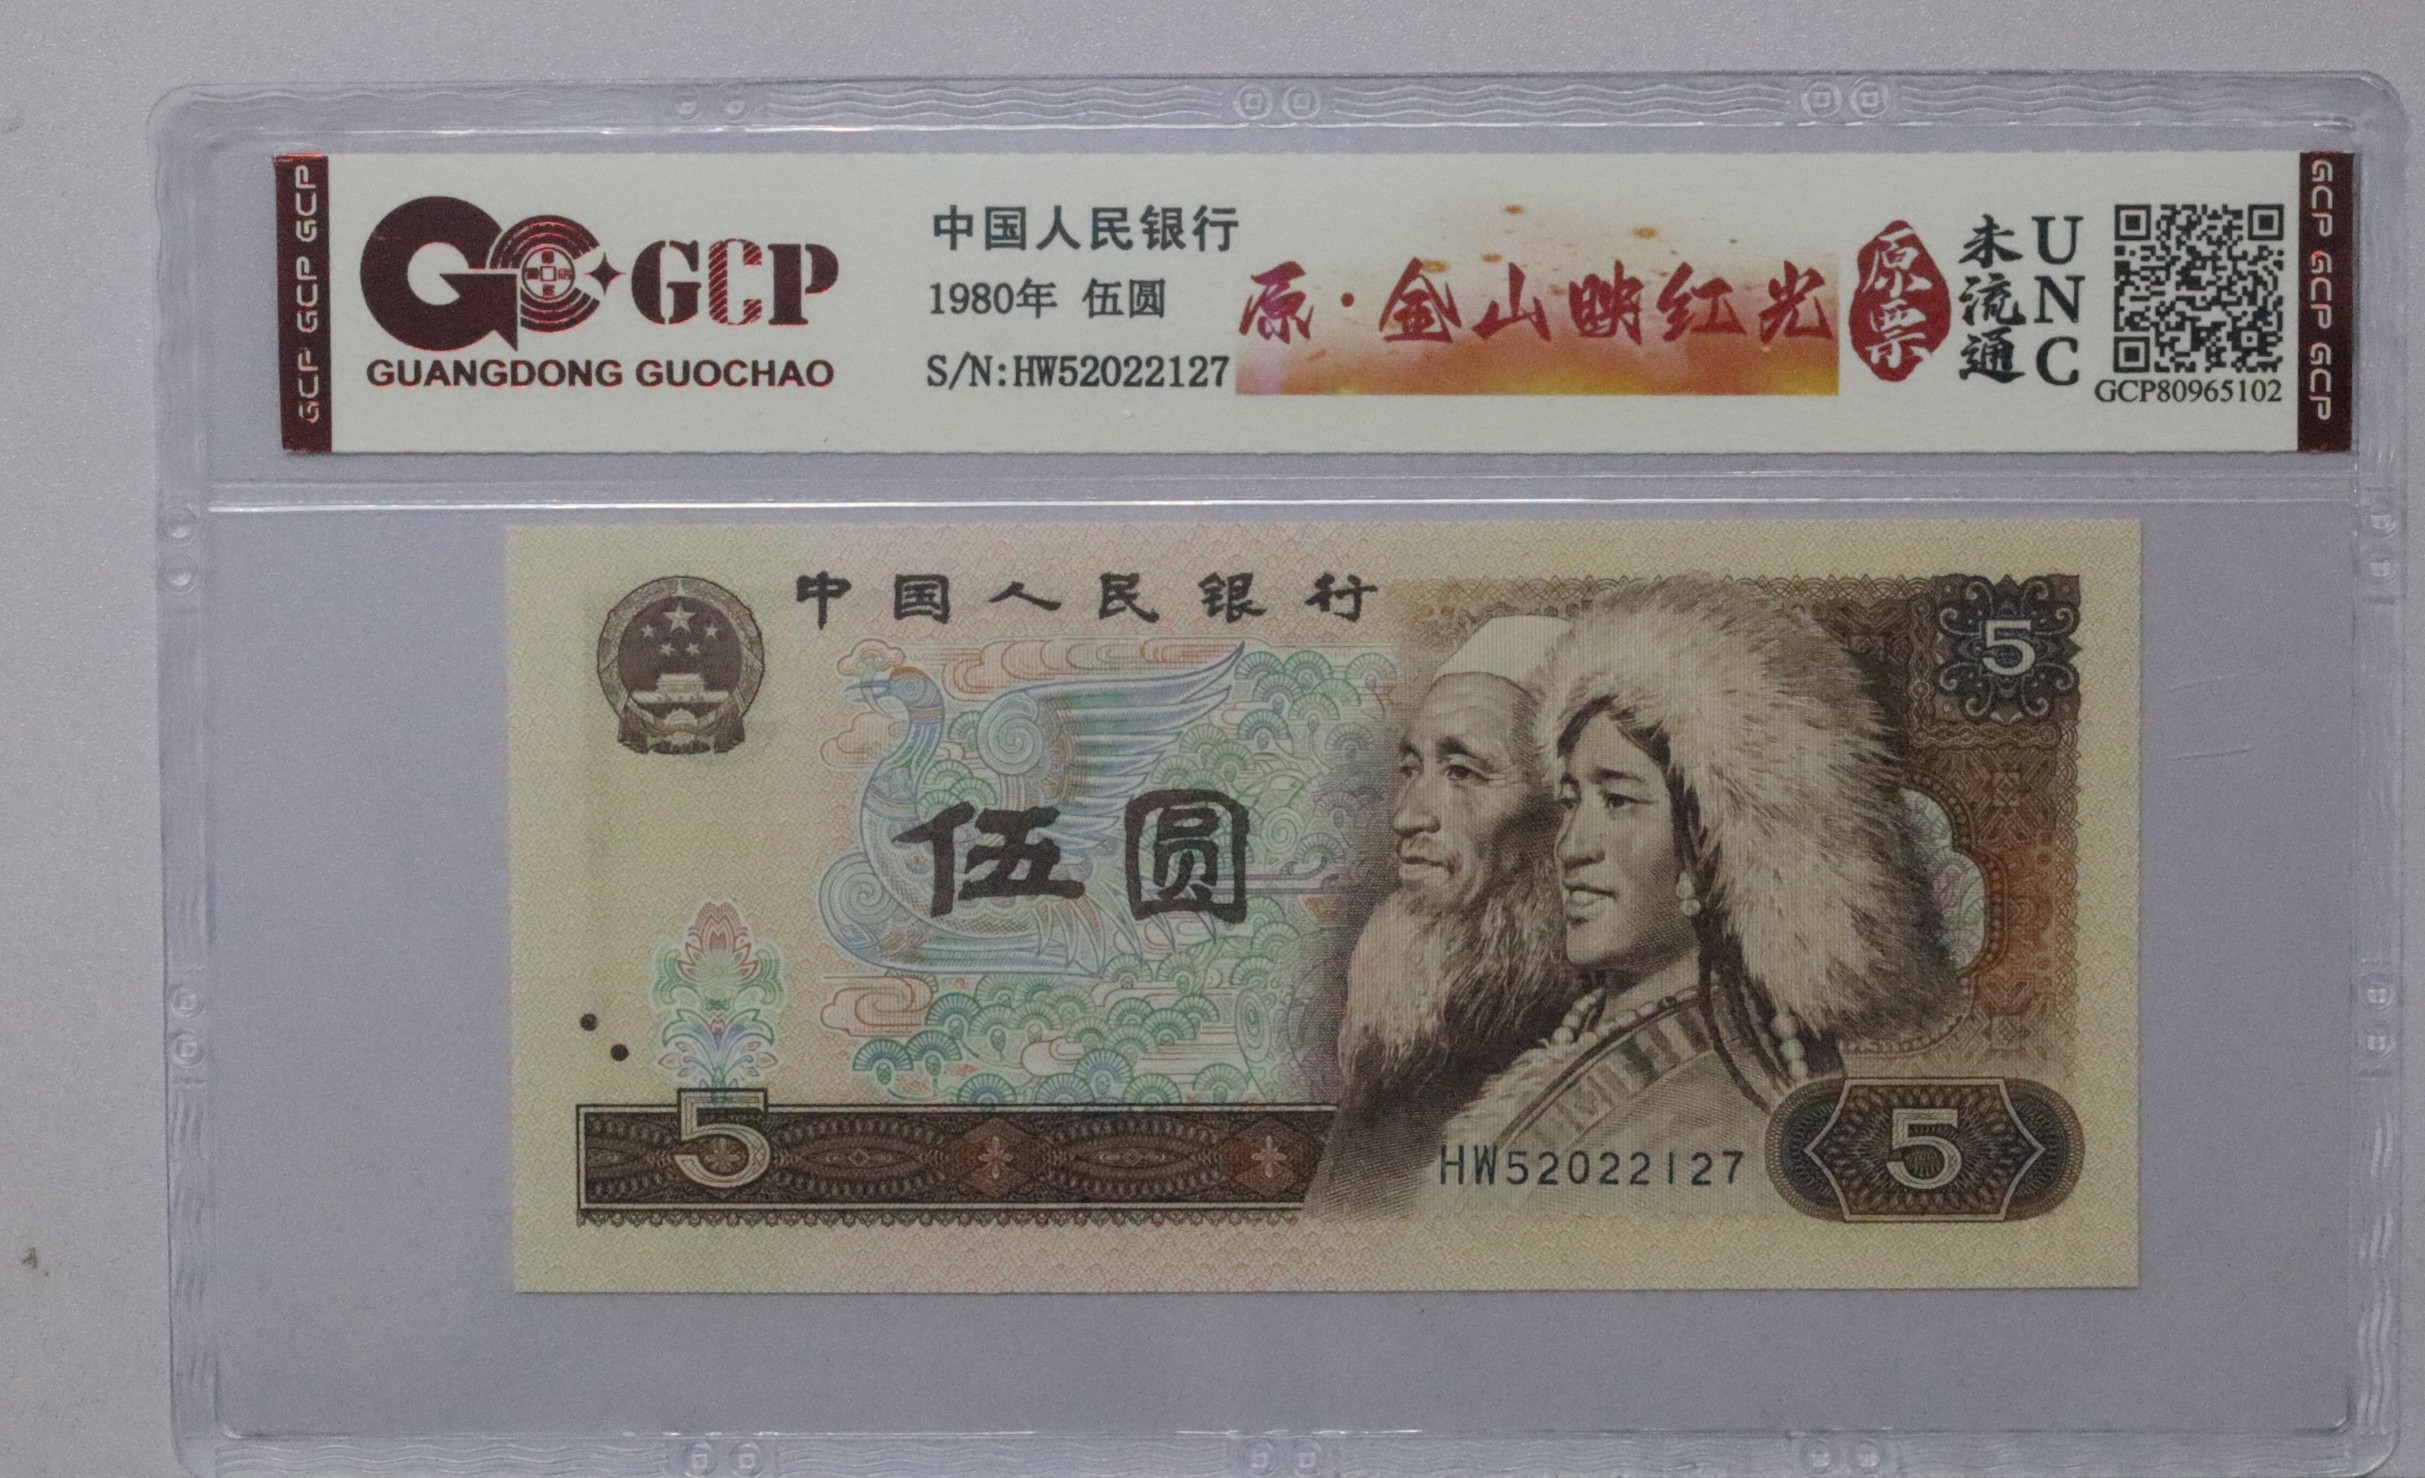 GCP GCP GCP
GCP
GUANGDONG GUOCHAO
中国人民银行
1980年 伍圆
S/N:HW52022127
原·金山映红光
原票
未流通
UNC
GCP80965102
GCP GCP GCP
中国人民银行
5
伍圆
5
HW52022127
5